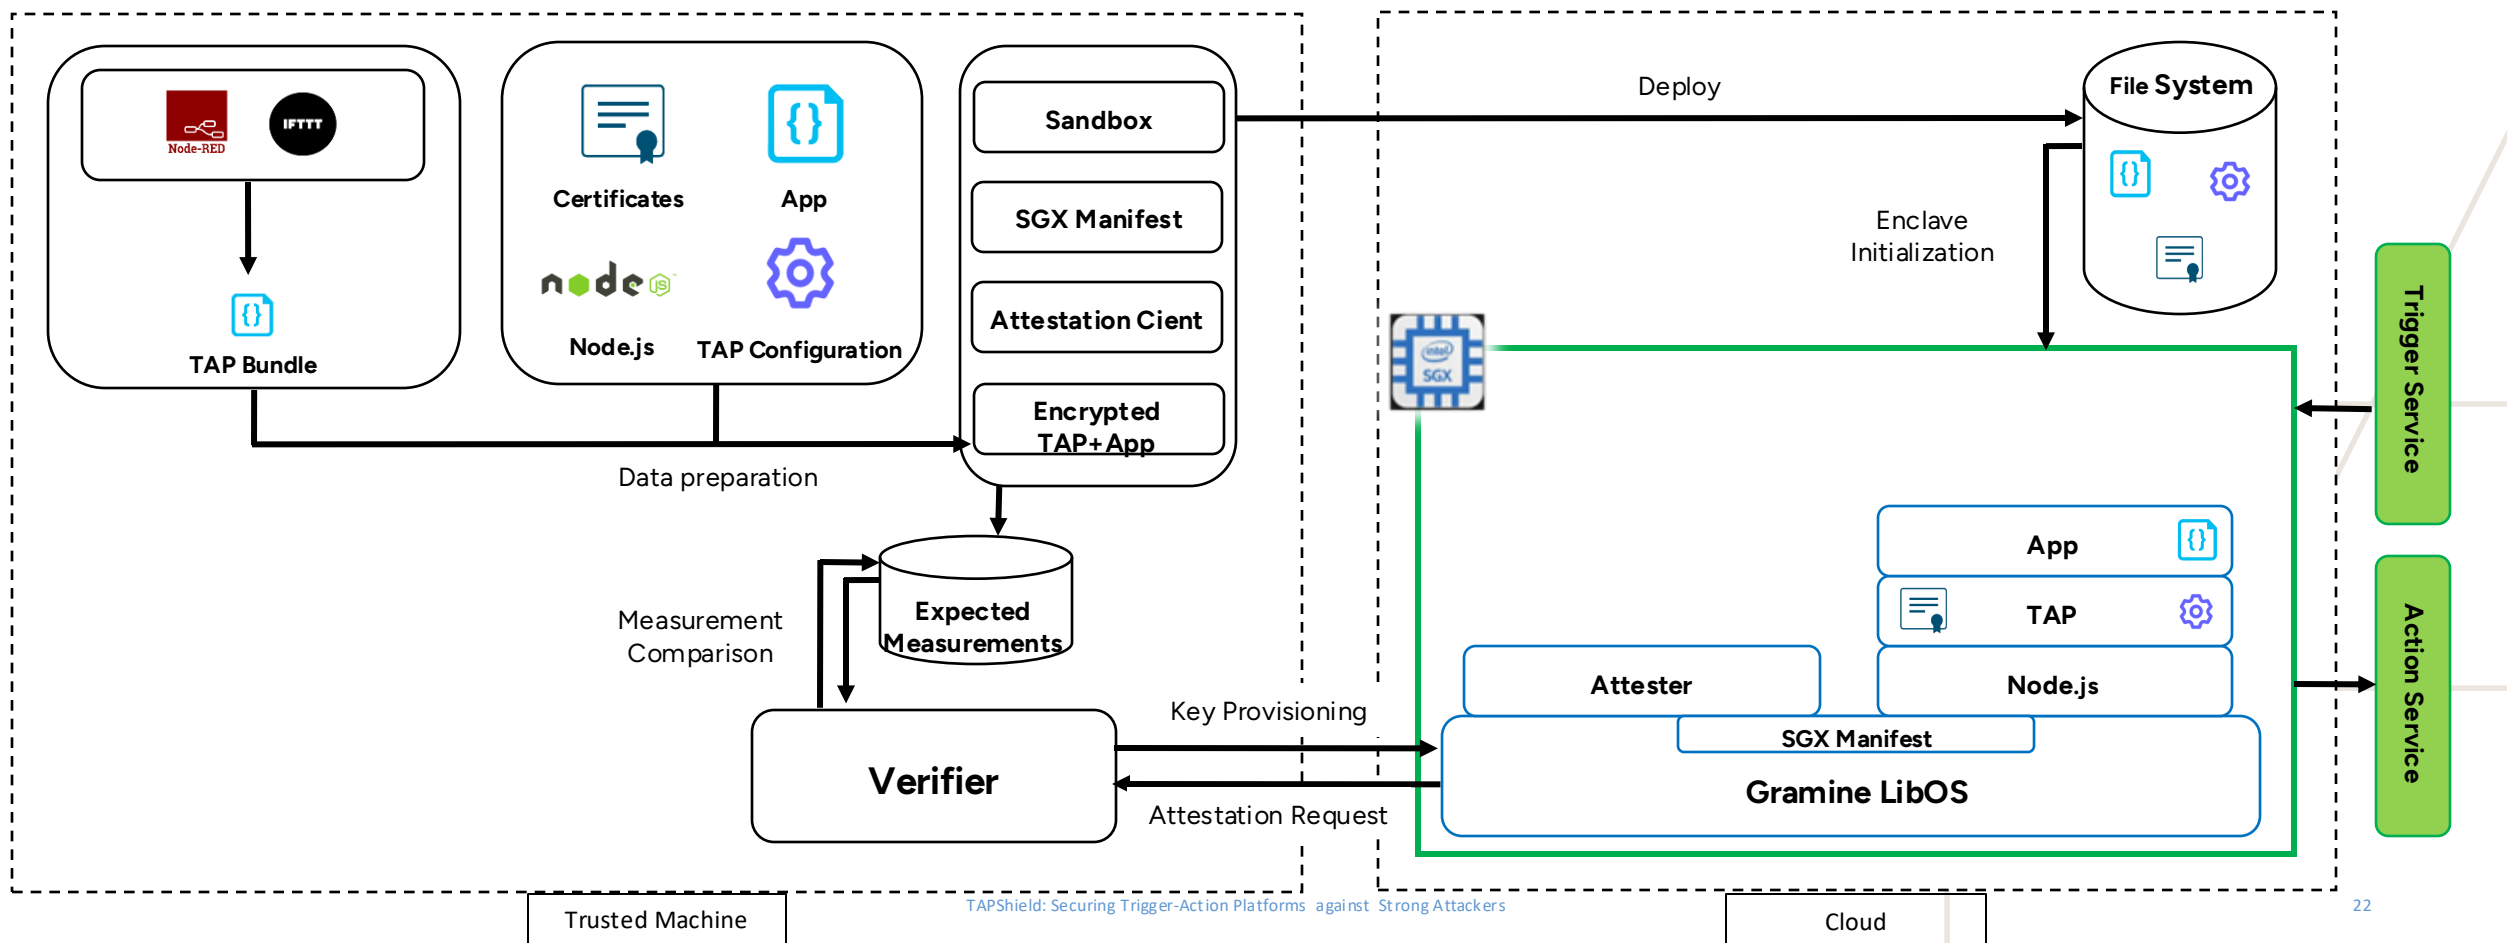 Node-RED
IFTTT
TAP Bundle
Certificates
App
node
JS
Node.js
TAP Configuration
Data preparation
Sandbox
SGX Manifest
Attestation Cient
Encrypted
TAP+App
Deploy
File System
Enclave
Initialization
Expected
Measurements
Measurement
Comparison
Verifier
Key Provisioning
Attestation Request
intel
SGX
App
TAP
Attester
Node.js
SGX Manifest
Gramine LibOS
Trigger Service
Action Service
Trusted Machine
TAPShield: Securing Trigger-Action Platforms against Strong Attackers
Cloud
22